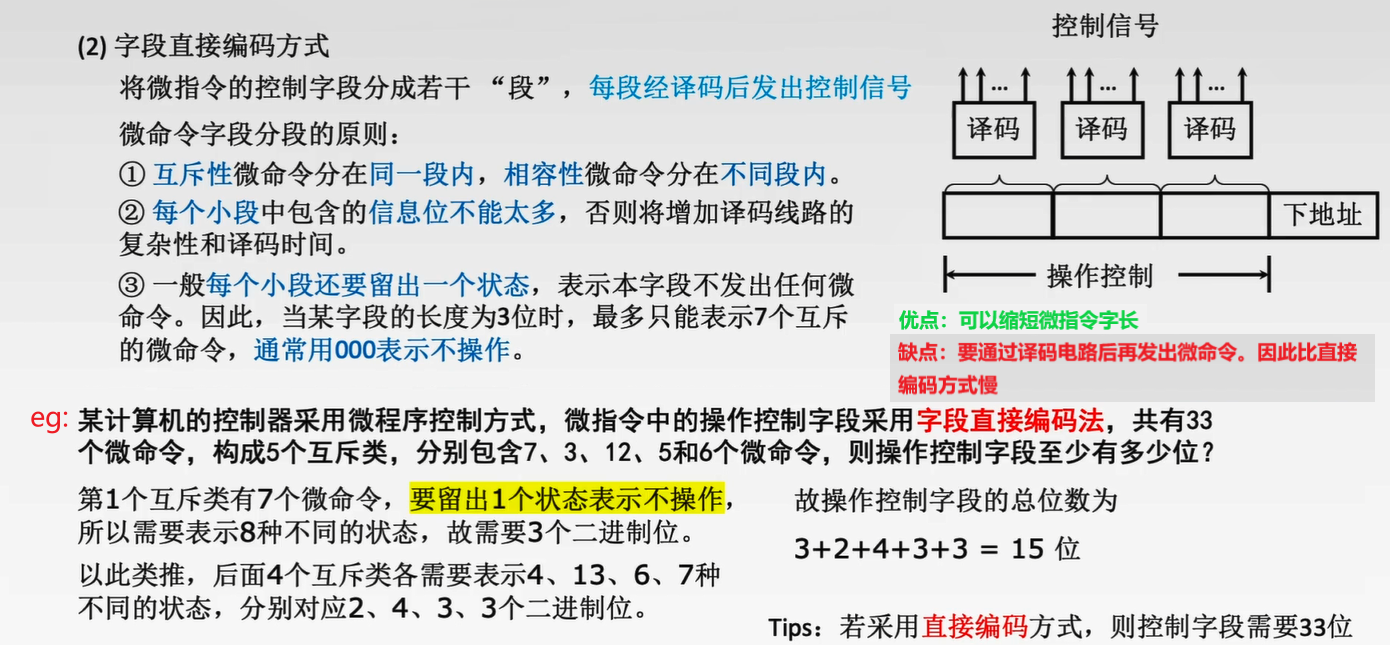 (2) 字段直接编码方式
将微指令的控制字段分成若干 “段”，每段经译码后发出控制信号
微命令字段分段的原则：
① 互斥性微命令分在同一段内，相容性微命令分在不同段内。
② 每个小段中包含的信息位不能太多，否则将增加译码线路的
复杂性和译码时间。
③ 一般每个小段还要留出一个状态，表示本字段不发出任何微
命令。因此，当某字段的长度为3位时，最多只能表示7个互斥
的微命令，通常用000表示不操作。
控制信号
... ... ...
译码 译码 译码
下地址
操作控制
优点：可以缩短微指令字长
缺点：要通过译码电路后再发出微命令。因此比直接
编码方式慢
eg: 某计算机的控制器采用微程序控制方式，微指令中的操作控制字段采用字段直接编码法，共有33
个微命令，构成5个互斥类，分别包含7、3、12、5和6个微命令，则操作控制字段至少有多少位？
第1个互斥类有7个微命令，要留出1个状态表示不操作，
所以需要表示8种不同的状态，故需要3个二进制位。
以此类推，后面4个互斥类各需要表示4、13、6、7种
不同的状态，分别对应2、4、3、3个二进制位。
故操作控制字段的总位数为
3+2+4+3+3 = 15 位
Tips：若采用直接编码方式，则控制字段需要33位